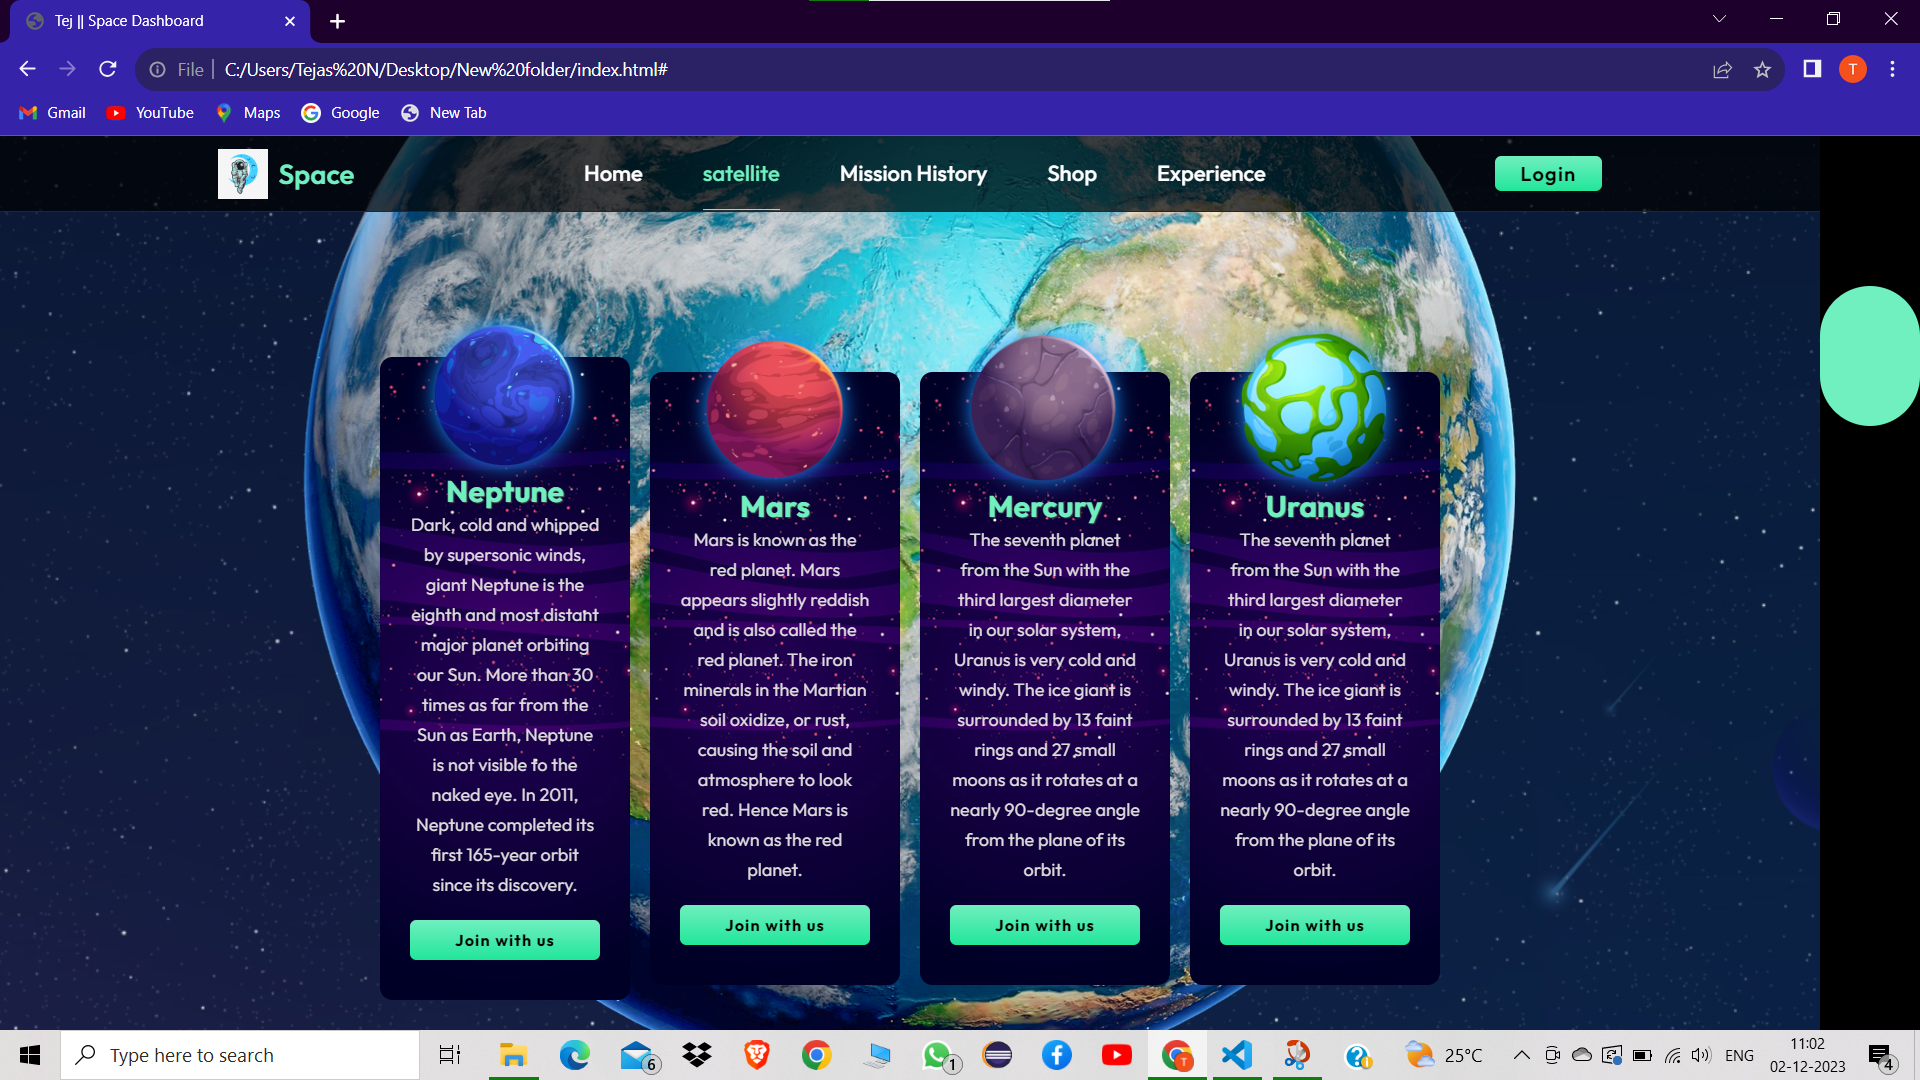 Tej || Space Dashboard
File
C:/Users/Tejas%20N/Desktop/New%20folder/index.html#
T
Gmail
YouTube
Maps
Google
New Tab
Space
Home
satellite
Mission History
Shop
Experience
Login
Neptune
Dark, cold and whipped
by supersonic winds,
giant Neptune is the
eighth and most distant
major planet orbiting
our Sun. More than 30
times as far from the
Sun as Earth, Neptune
is not visible to the
naked eye. In 2011,
Neptune completed its
first 165-year orbit
since its discovery.
Join with us
Mars
Mars is known as the
red planet. Mars
appears slightly reddish
and is also called the
red planet. The iron
minerals in the Martian
soil oxidize, or rust,
causing the soil and
atmosphere to look
red. Hence Mars is
known as the red
planet.
Join with us
Mercury
The seventh planet
from the Sun with the
third largest diameter
in our solar system,
Uranus is very cold and
windy. The ice giant is
surrounded by 13 faint
rings and 27 small
moons as it rotates at a
nearly 90-degree angle
from the plane of its
orbit.
Join with us
Uranus
The seventh planet
from the Sun with the
third largest diameter
in our solar system,
Uranus is very cold and
windy. The ice giant is
surrounded by 13 faint
rings and 27 small
moons as it rotates at a
nearly 90-degree angle
from the plane of its
orbit.
Join with us
Type here to search
6
1
T
25°C
ENG
11:02
02-12-2023
4